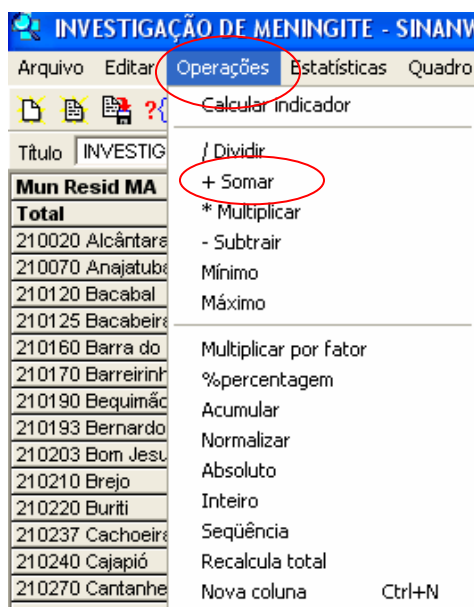 INVESTIGAÇÃO DE MENINGITE - SINANW
Arquivo Editar Operações Estatísticas Quadro
Calcular indicador
Título INVESTIG
/ Dividir
Mun Resid MA
+ Somar
Total
* Multiplicar
210020 Alcântara
- Subtrair
210070 Anajatuba
Mínimo
210120 Bacabal
Máximo
210125 Bacabeira
210160 Barra do
Multiplicar por fator
210170 Barreirinh
%percentagem
210190 Bequimão
Acumular
210193 Bernardo
Normalizar
210203 Bom Jesu
Absoluto
210210 Brejo
Inteiro
210220 Buriti
Seqüência
210237 Cachoeira
Recalcula total
210240 Cajapió
Nova coluna Ctrl+N
210270 Cantanhe